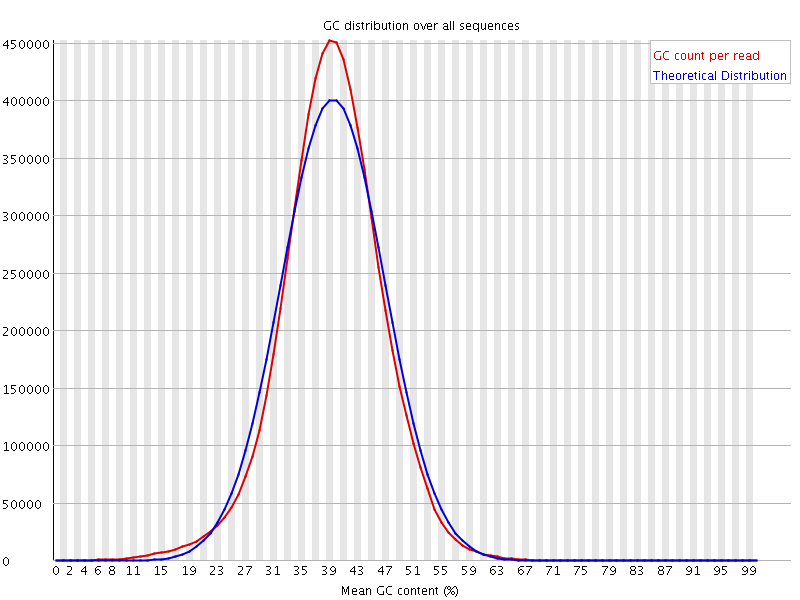 GC distribution over all sequences
GC count per read
Theoretical Distribution
450000
400000
350000
300000
250000
200000
150000
100000
50000
0
0 2 4 6 8 11 15 19 23 27 31 35 39 43 47 51 55 59 63 67 71 75 79 83 87 91 95 99
Mean GC content (%)